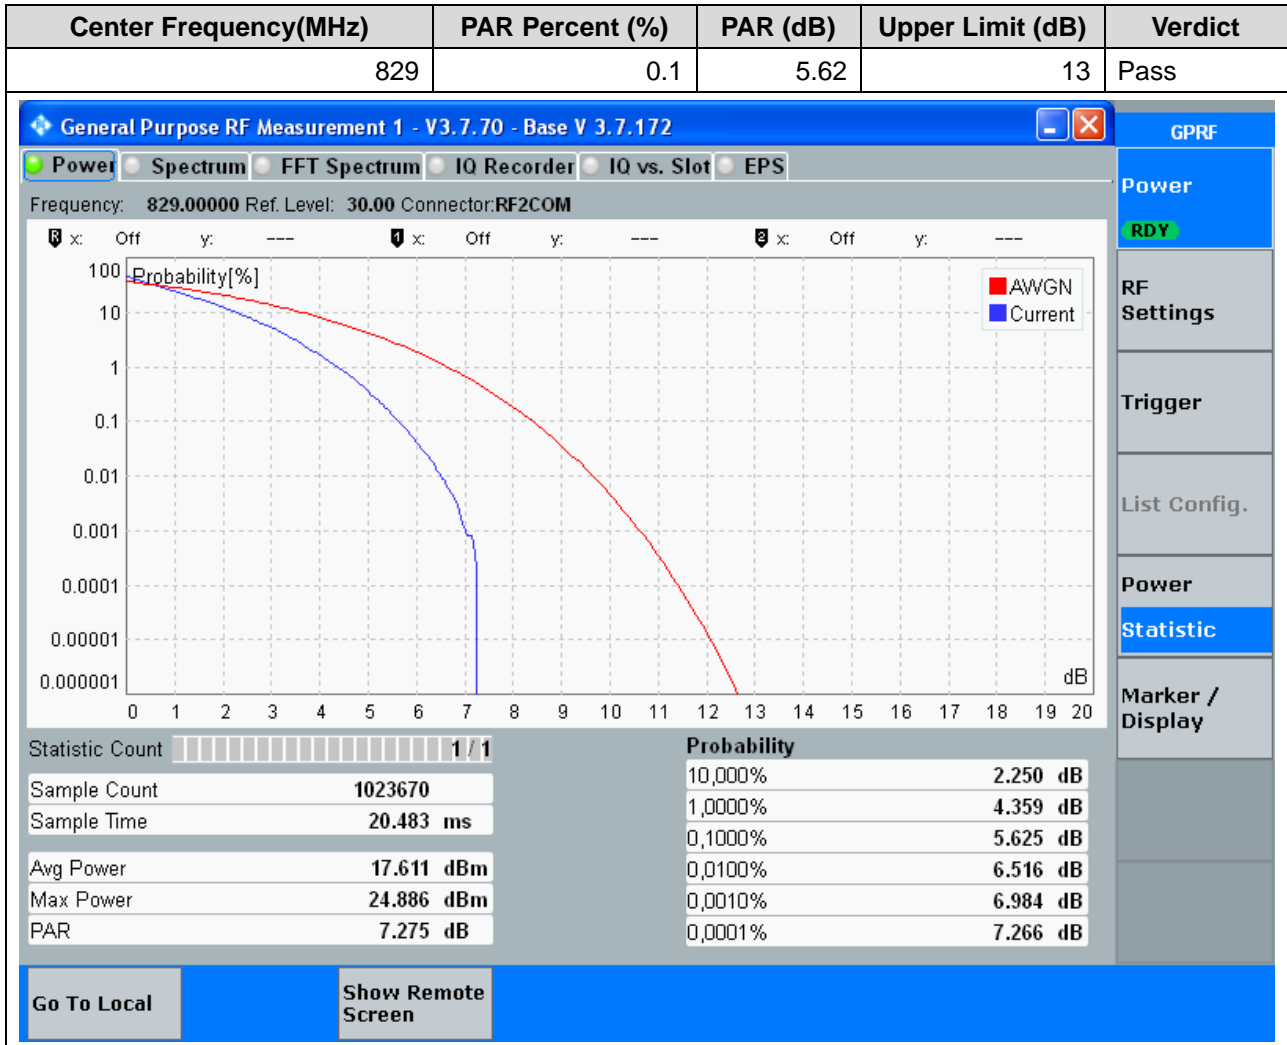 Center Frequency(MHz) PAR Percent (%) PAR (dB) Upper Limit (dB) Verdict
829 0.1 5.62 13 Pass
General Purpose RF Measurement 1 - V3.7.70 - Base V 3.7.172
GPRF
Power Spectrum FFT Spectrum IQ Recorder IQ vs. Slot EPS
Power
RDY
Frequency: 829.00000 Ref. Level: 30.00 Connector:RF2COM
R x: Off y: --- 1 x: Off y: --- 2 x: Off y: ---
Probability[%]
100
10
1
0.1
0.01
0.001
0.0001
0.00001
0.000001
AWGN
Current
dB
0 1 2 3 4 5 6 7 8 9 10 11 12 13 14 15 16 17 18 19 20
RF
Settings
Trigger
List Config.
Power
Statistic
Marker /
Display
Statistic Count 1 / 1
Sample Count 1023670
Sample Time 20.483 ms
Avg Power 17.611 dBm
Max Power 24.886 dBm
PAR 7.275 dB
Probability
10,000% 2.250 dB
1,0000% 4.359 dB
0,1000% 5.625 dB
0,0100% 6.516 dB
0,0010% 6.984 dB
0,0001% 7.266 dB
Go To Local
Show Remote
Screen